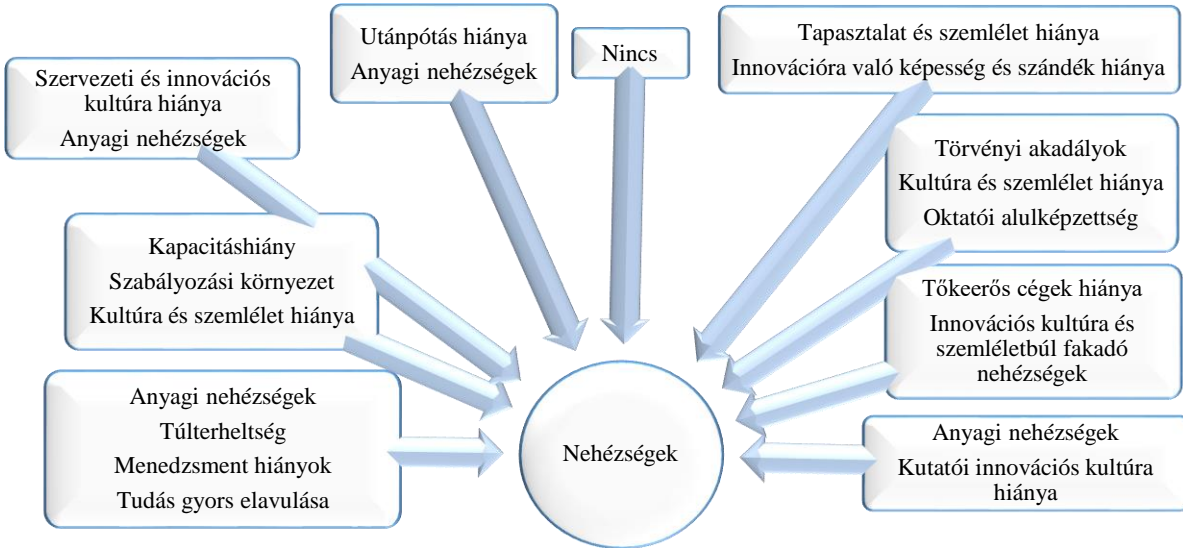 Szervezeti és innovációs
kultúra hiánya
Anyagi nehézségek
Utánpótás hiánya
Anyagi nehézségek
Nincs
Tapasztalat és szemlélet hiánya
Innovációra való képesség és szándék hiánya
Törvényi akadályok
Kultúra és szemlélet hiánya
Oktatói alulképzettség
Kapacitáshiány
Szabályozási környezet
Kultúra és szemlélet hiánya
Tőkeerős cégek hiánya
Innovációs kultúra és
szemléletbúl fakadó
nehézségek
Anyagi nehézségek
Túlterheltség
Menedzsment hiányok
Tudás gyors elavulása
Nehézségek
Anyagi nehézségek
Kutatói innovációs kultúra
hiánya